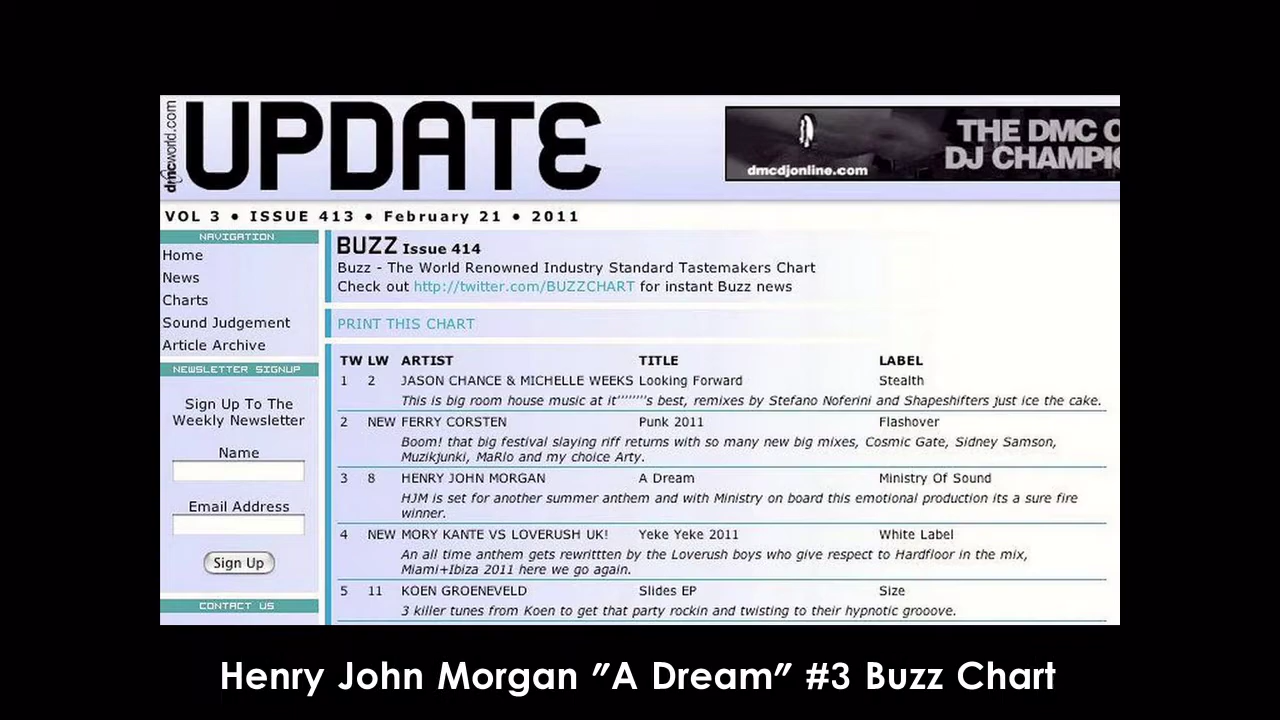 dmcworld.com
UPDATE
dmcdjonline.com
THE DMC
DJ
VOL 3 • ISSUE 413 • February 21 • 2011
NAVIGATION
Home
News
Charts
Sound Judgement
Article Archive
NEWSLETTER SIGNUP
Sign Up To The
Weekly Newsletter
Name
Email Address
Sign Up
CONTACT US
BUZZ Issue 414
Buzz - The World Renowned Industry Standard Tastemakers Chart
Check out http://twitter.com/BUZZCHART for instant Buzz news
PRINT THIS CHART
TW LW ARTIST TITLE LABEL
1 2 JASON CHANCE & MICHELLE WEEKS Looking Forward Stealth
This is big room house music at it''''''''s best, remixes by Stefano Noferini and Shapeshifters just ice the cake.
2 NEW FERRY CORSTEN Punk 2011 Flashover
Boom! that big festival slaying riff returns with so many new big mixes, Cosmic Gate, Sidney Samson,
Muzikjunki, MaRlo and my choice Arty.
3 8 HENRY JOHN MORGAN A Dream Ministry Of Sound
HJM is set for another summer anthem and with Ministry on board this emotional production its a sure fire
winner.
4 NEW MORY KANTE VS LOVERUSH UK! Yeke Yeke 2011 White Label
An all time anthem gets rewrittten by the Loverush boys who give respect to Hardfloor in the mix,
Miami+Ibiza 2011 here we go again.
5 11 KOEN GROENEVELD Slides EP Size
3 killer tunes from Koen to get that party rockin and twisting to their hypnotic grooove.
Henry John Morgan "A Dream" #3 Buzz Chart